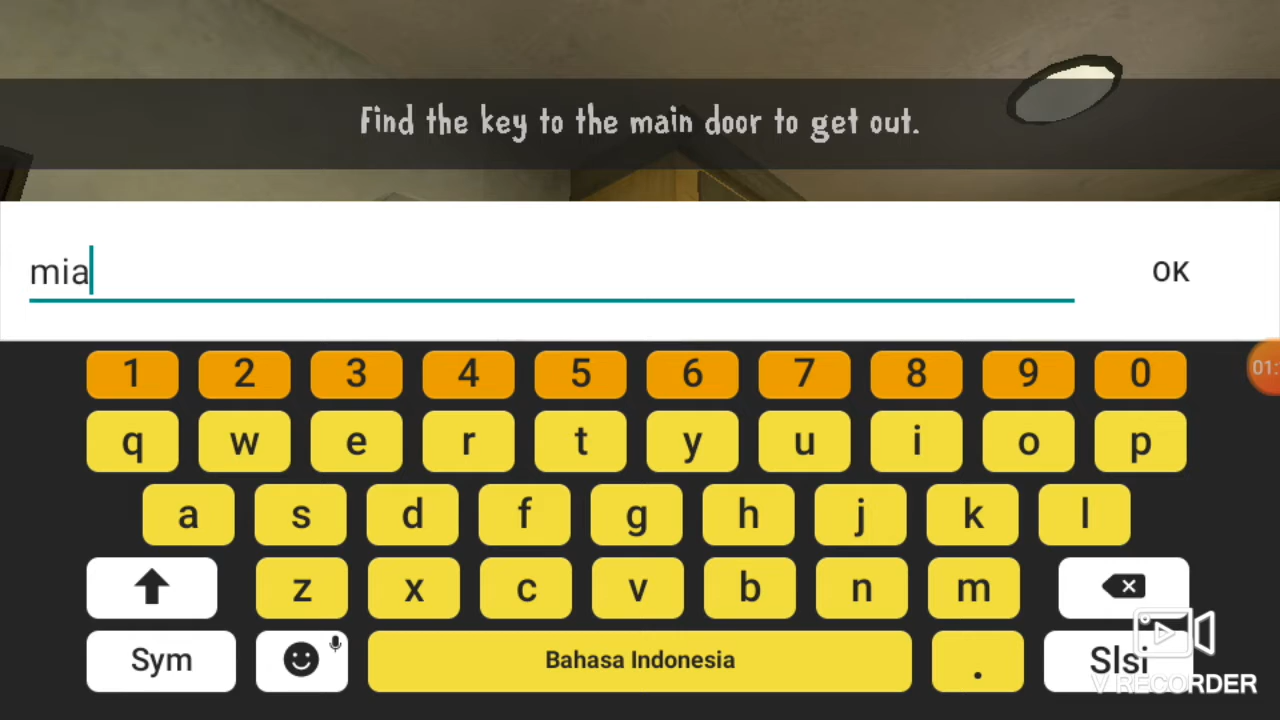 Find the key to the main door to get out.
mia
OK
01:
1 2 3 4 5 6 7 8 9 0
q w e r t y u i o p
a s d f g h j k l
z x c v b n m
Sym Bahasa Indonesia . Slsi
V RECORDER